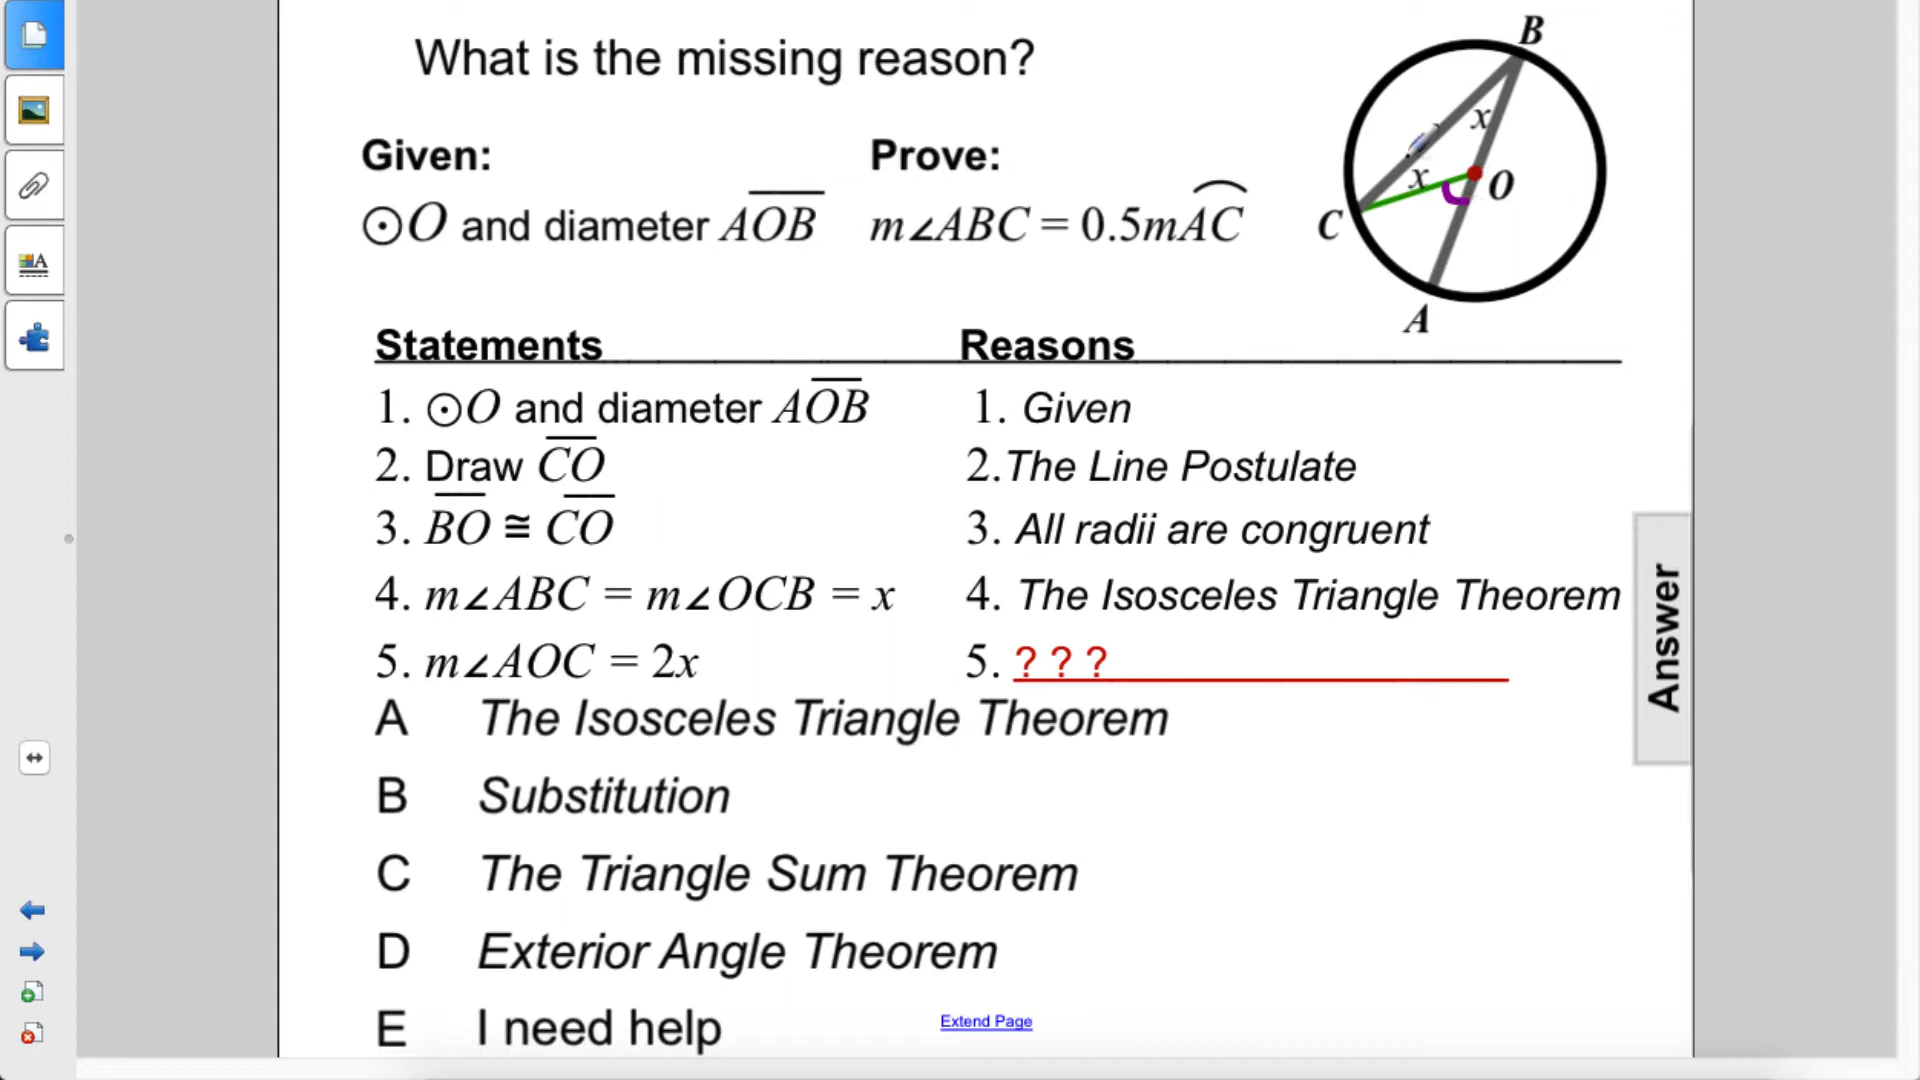 What is the missing reason?
B
x
x
O
C
A
Given: Prove:
⊙O and diameter AOB m∠ABC = 0.5mAC
Statements Reasons
1. ⊙O and diameter AOB 1. Given
2. Draw CO 2.The Line Postulate
3. BO ≅ CO 3. All radii are congruent
4. m∠ABC = m∠OCB = x 4. The Isosceles Triangle Theorem
5. m∠AOC = 2x 5. ? ? ?
A The Isosceles Triangle Theorem
B Substitution
C The Triangle Sum Theorem
D Exterior Angle Theorem
E I need help
Extend Page
Answer
A